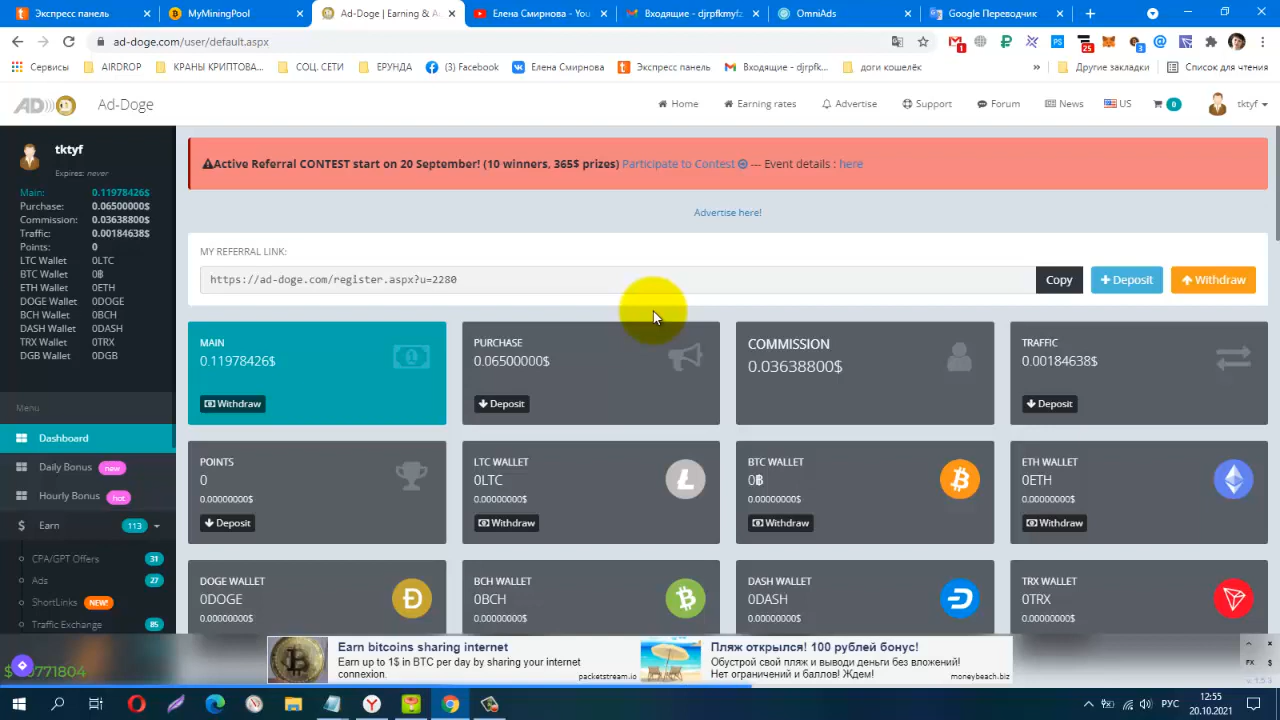 Экспресс панель
MyMiningPool
Ad-Doge | Earning & A
Елена Смирнова - You
Входящие - djrpfkmyfz
OmniAds
Google Переводчик
ad-doge.com/user/default.aspx
1
25
3
Сервисы
AIRDROP
КРАНЫ КРИПТОВА...
СОЦ. СЕТИ
ЕРУНДА
(3) Facebook
Елена Смирнова
Экспресс панель
Входящие - djrpfk...
доги кошелёк
»
Другие закладки
Список для чтения
AD
Ad-Doge
Home
Earning rates
Advertise
Support
Forum
News
US
0
tktyf
tktyf
Expires: never
Main: 0.11978426$
Purchase: 0.06500000$
Commission: 0.03638800$
Traffic: 0.00184638$
Points: 0
LTC Wallet 0LTC
BTC Wallet 0฿
ETH Wallet 0ETH
DOGE Wallet 0DOGE
BCH Wallet 0BCH
DASH Wallet 0DASH
TRX Wallet 0TRX
DGB Wallet 0DGB
Menu
Dashboard
Daily Bonus new
Hourly Bonus hot
$ Earn 113
CPA/GPT Offers 31
Ads 27
ShortLinks NEW!
Traffic Exchange 85
Active Referral CONTEST start on 20 September! (10 winners, 365$ prizes) Participate to Contest --- Event details : here
Advertise here!
MY REFERRAL LINK:
https://ad-doge.com/register.aspx?u=2280
Copy
Deposit
Withdraw
MAIN
0.11978426$
Withdraw
PURCHASE
0.06500000$
Deposit
COMMISSION
0.03638800$
TRAFFIC
0.00184638$
Deposit
POINTS
0
0.00000000$
Deposit
LTC WALLET
0LTC
0.00000000$
Withdraw
BTC WALLET
0฿
0.00000000$
Withdraw
ETH WALLET
0ETH
0.00000000$
Withdraw
DOGE WALLET
0DOGE
0.00000000$
BCH WALLET
0BCH
0.00000000$
DASH WALLET
0DASH
0.00000000$
TRX WALLET
0TRX
0.00000000$
Earn bitcoins sharing internet
Earn up to 1$ in BTC per day by sharing your internet
connection.
packetstream.io
Пляж открылся! 100 рублей бонус!
Обустрой свой пляж и выводи деньги без вложений!
Нет ограничений и баллов! Ждем!
moneybeach.biz
FX $
v. 1.5.3
РУС
12:55
20.10.2021